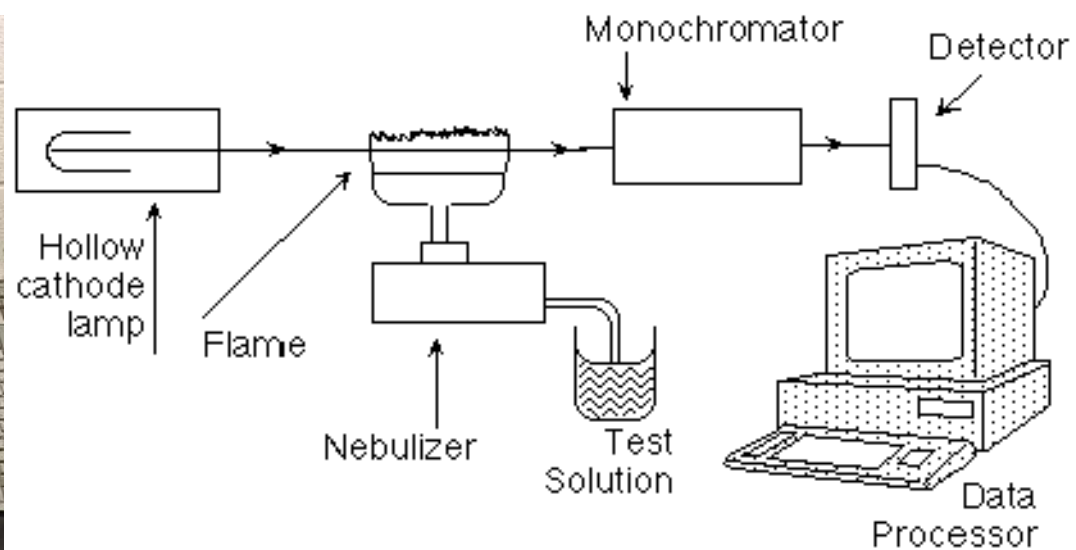 Monochromator
Detector
Hollow
cathode
lamp
Flame
Nebulizer
Test
Solution
Data
Processor